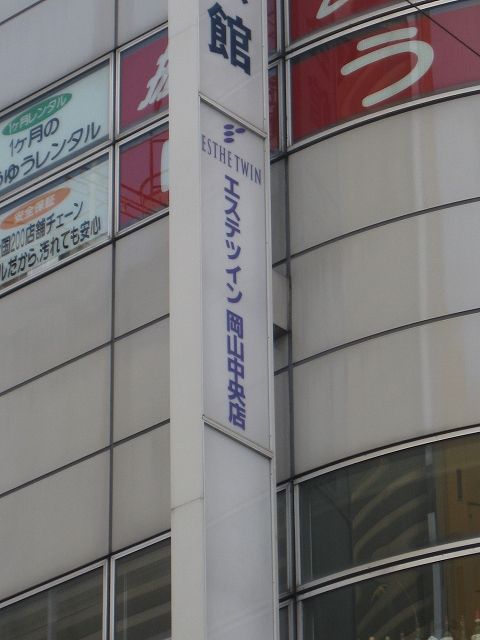 館
ESTHE TWIN
エステツイン 岡山中央店
1ヶ月レンタル
1ヶ月の
ゆうレンタル
安全保証
国200店舗チェーン
ルだから、汚れても安心
う